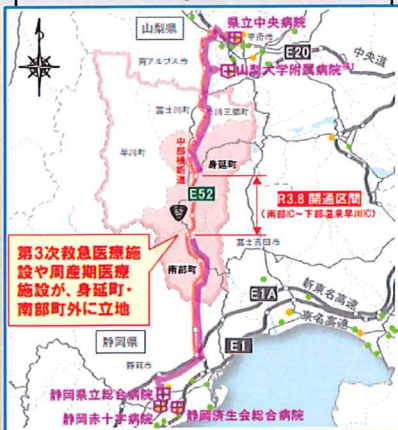 山梨県
県立中央病院
甲府市
E20
中央道
南アルプス市
山梨大学附属病院
富士川町
市川三郷町
早川町
中部横断道
身延町
E52
R3.8 開通区間
(南部IC~下部温泉早川IC)
52
富士宮市
第3次救急医療施
設や周産期医療
施設が、身延町・
南部町外に立地
南部町
静岡県
静岡市
E1A
新東名高速
東名高速
E1
静岡県立総合病院
静岡赤十字病院
静岡済生会総合病院